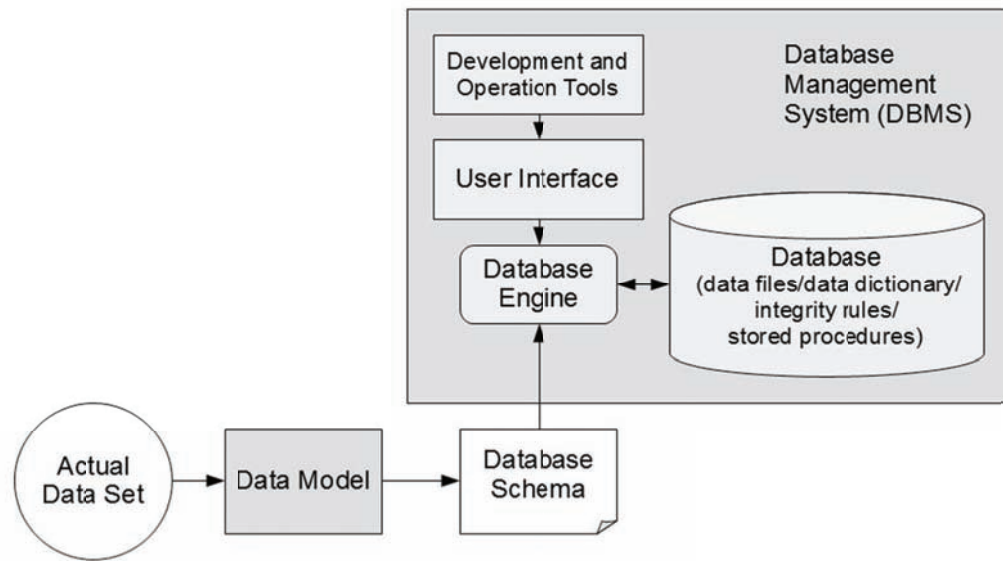 Development and
Operation Tools
Database
Management
System (DBMS)
User Interface
Database
Engine
Database
(data files/data dictionary/
integrity rules/
stored procedures)
Actual
Data Set
Data Model
Database
Schema